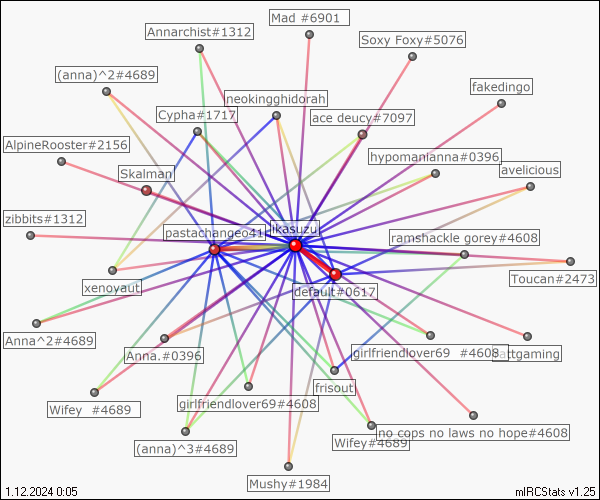 Mad #6901
Annarchist#1312
Soxy Foxy#5076
(anna)^2#4689
fakedingo
neokingghidorah
Cypha#1717
ace deucy#7097
AlpineRooster#2156
hypomanianna#0396
Skalman
avelicious
zibbits#1312
ikasuzu
pastachangeo41
ramshackle gorey#4608
Toucan#2473
xenoyaut
default#0617
Anna^2#4689
Anna.#0396
girlfriendlover69 #4608
attgaming
frisout
Wifey #4689
girlfriendlover69#4608
(anna)^3#4689
Wifey#4689
no cops no laws no hope#4608
Mushy#1984
1.12.2024 0:05
mIRCStats v1.25